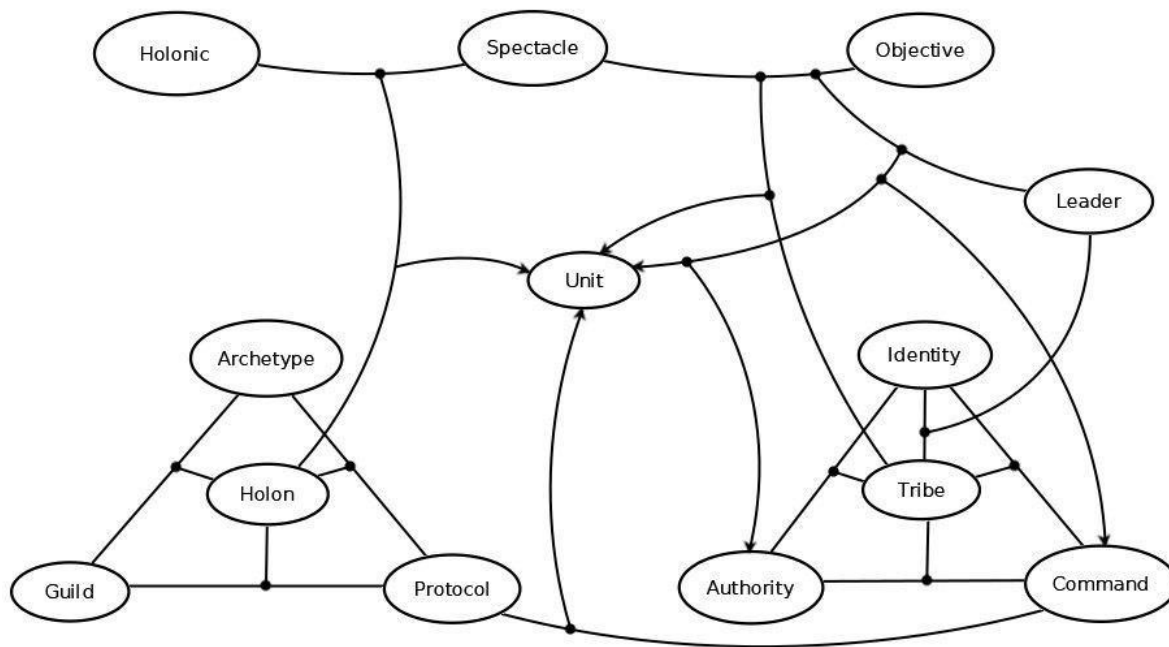 Holonic
Spectacle
Objective
Leader
Unit
Archetype
Identity
Holon
Tribe
Guild
Protocol
Authority
Command